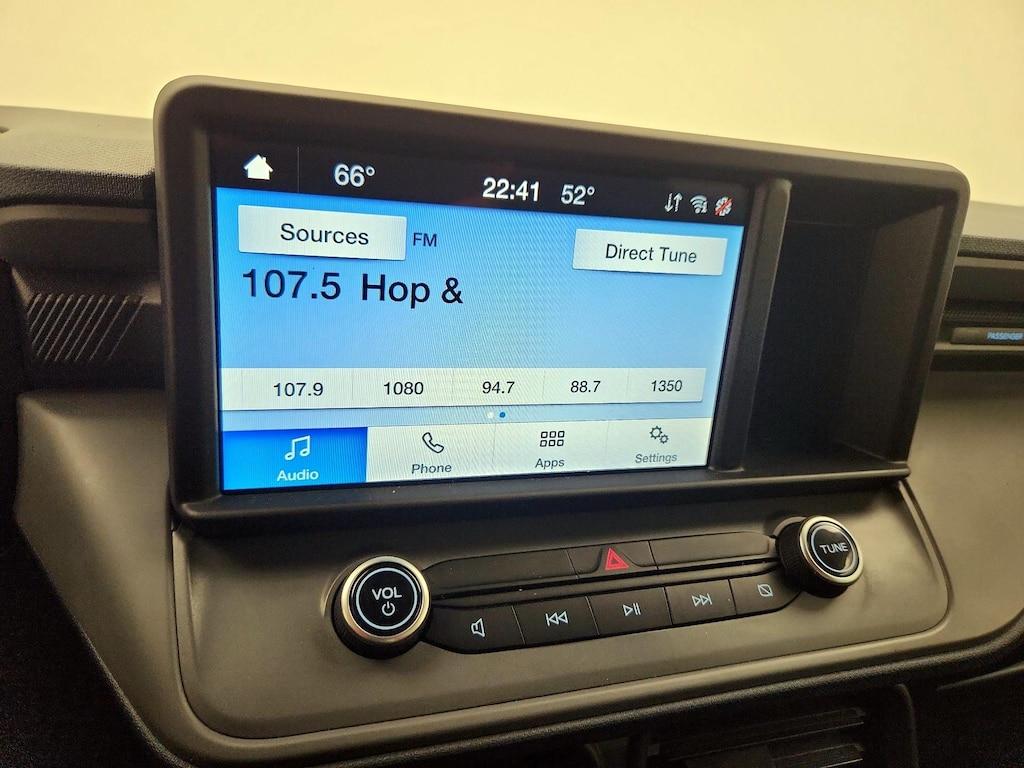 66° 22:41 52°
Sources FM Direct Tune
107.5 Hop &
107.9 1080 94.7 88.7 1350
Audio Phone Apps Settings
PASSENGER
VOL TUNE